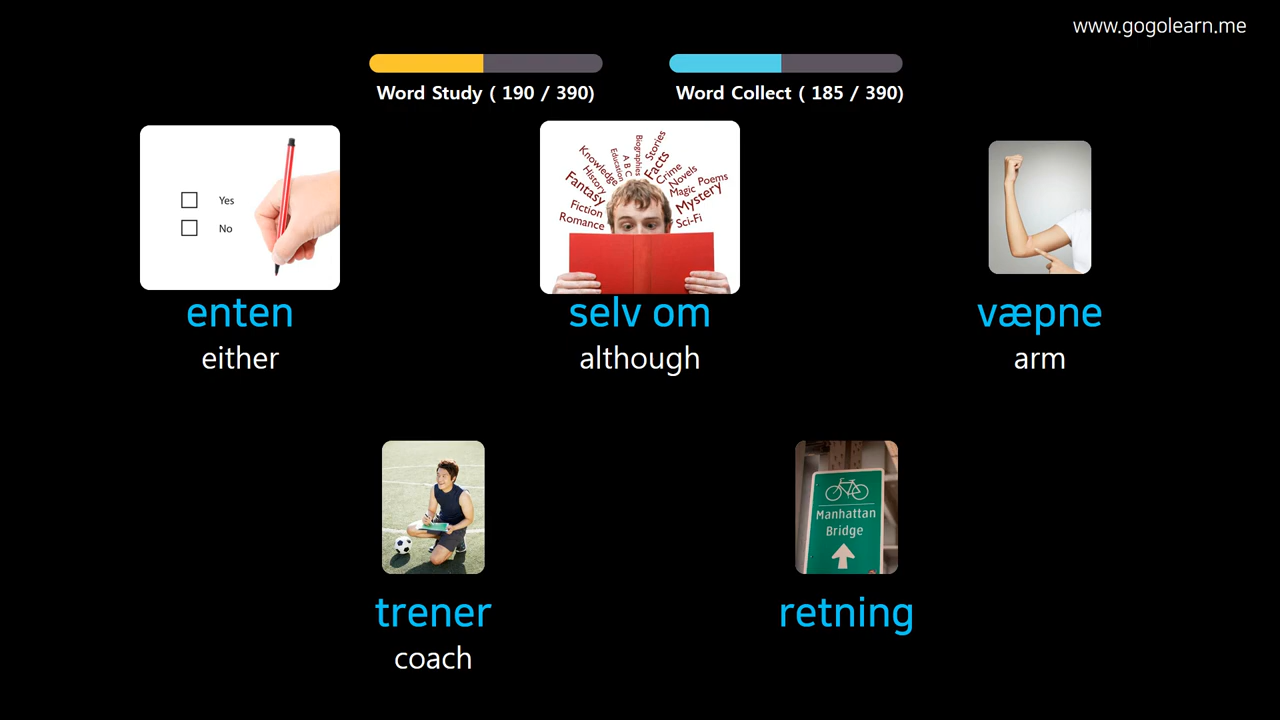 www.gogolearn.me
Word Study ( 190 / 390)
Word Collect ( 185 / 390)
Yes
No
Knowledge
History
Fantasy
Fiction
Romance
Education
A B C
Biographies
Stories
Facts
Crime
Novels
Magic
Poems
Mystery
Sci-Fi
enten
either
selv om
although
væpne
arm
Manhattan
Bridge
trener
coach
retning